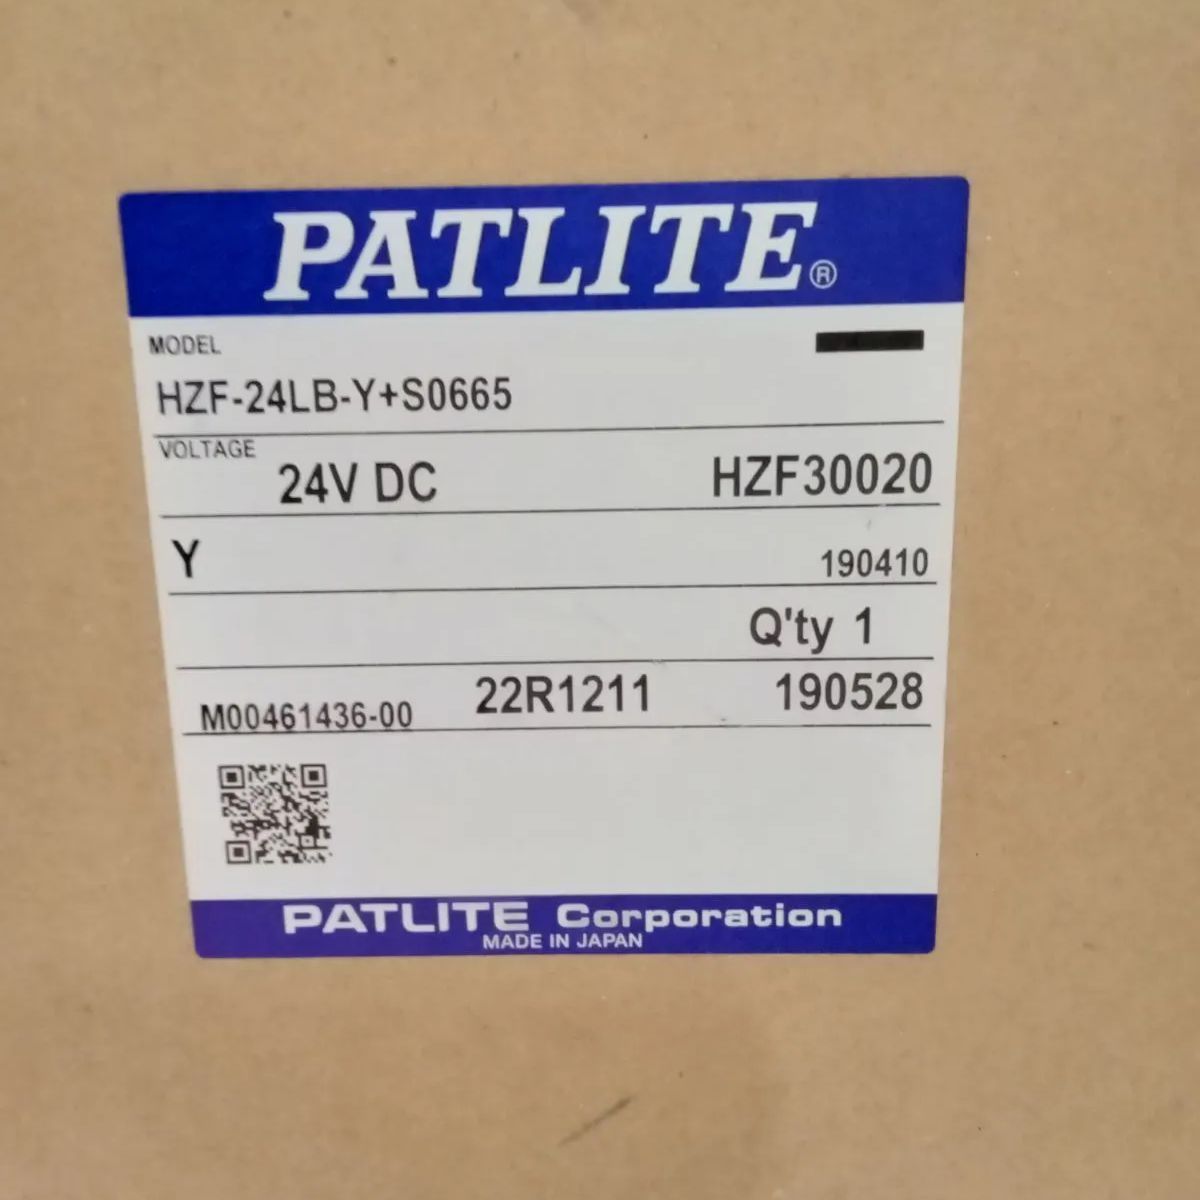 PATLITE®
MODEL
HZF-24LB-Y+S0665
VOLTAGE
24V DC HZF30020
Y 190410
Q'ty 1
M00461436-00 22R1211 190528
PATLITE Corporation
MADE IN JAPAN